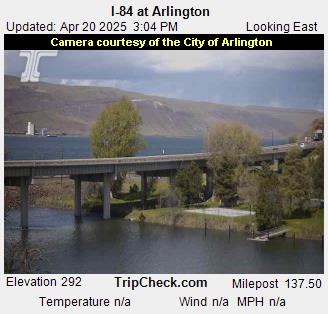 I-84 at Arlington
Updated: Apr 20 2025 3:04 PM Looking East
Camera courtesy of the City of Arlington
Elevation 292 TripCheck.com Milepost 137.50
Temperature n/a Wind n/a MPH n/a